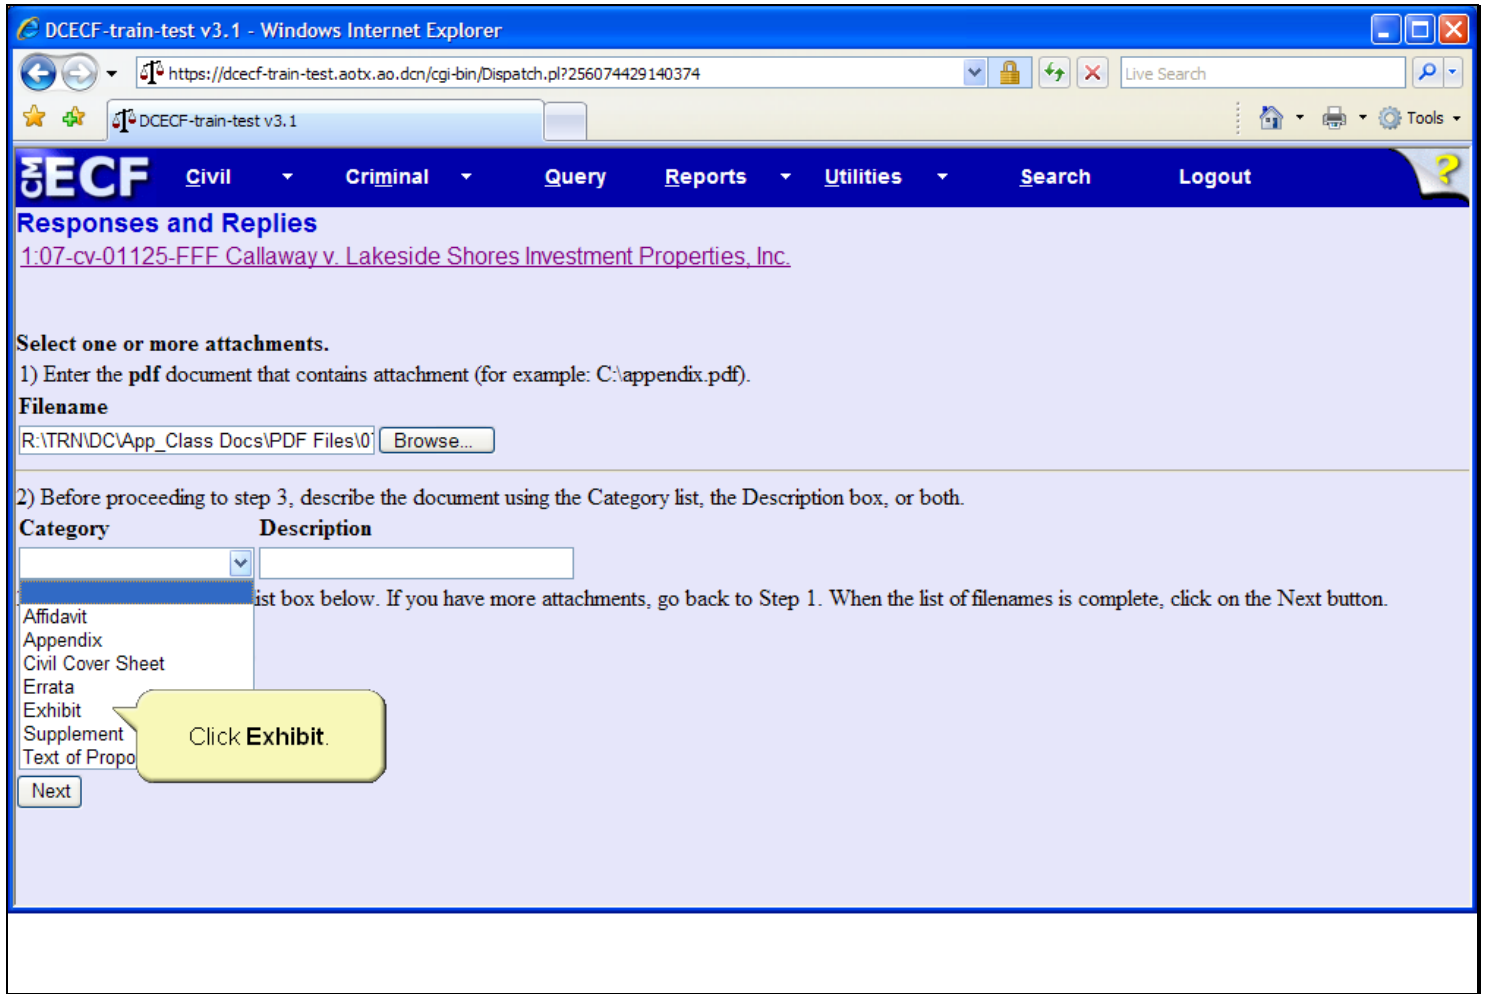 DCECF-train-test v3.1 - Windows Internet Explorer
https://dcecf-train-test.aotx.ao.dcn/cgi-bin/Dispatch.pl?256074429140374
Live Search
DCECF-train-test v3.1
Tools
CM ECF Civil Criminal Query Reports Utilities Search Logout ?
Responses and Replies
1:07-cv-01125-FFF Callaway v. Lakeside Shores Investment Properties, Inc.
Select one or more attachments.
1) Enter the pdf document that contains attachment (for example: C:\appendix.pdf).
Filename
R:\TRN\DC\App_Class Docs\PDF Files\0 Browse...
2) Before proceeding to step 3, describe the document using the Category list, the Description box, or both.
Category Description
ist box below. If you have more attachments, go back to Step 1. When the list of filenames is complete, click on the Next button.
Affidavit
Appendix
Civil Cover Sheet
Errata
Exhibit
Supplement
Text of Propo
Click Exhibit.
Next